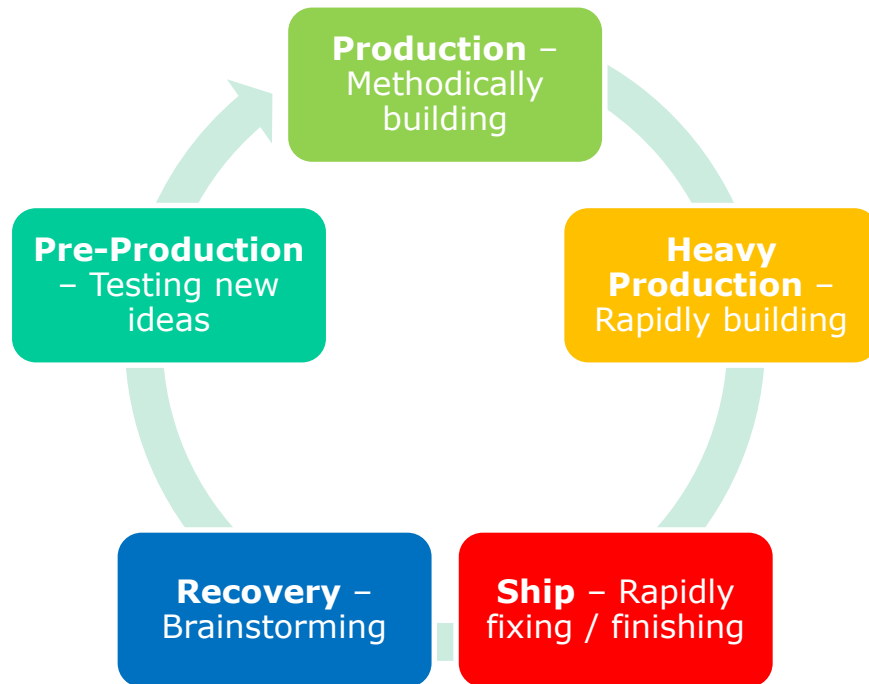 Production –
Methodically
building
Heavy
Production –
Rapidly building
Ship – Rapidly
fixing / finishing
Recovery –
Brainstorming
Pre-Production
– Testing new
ideas